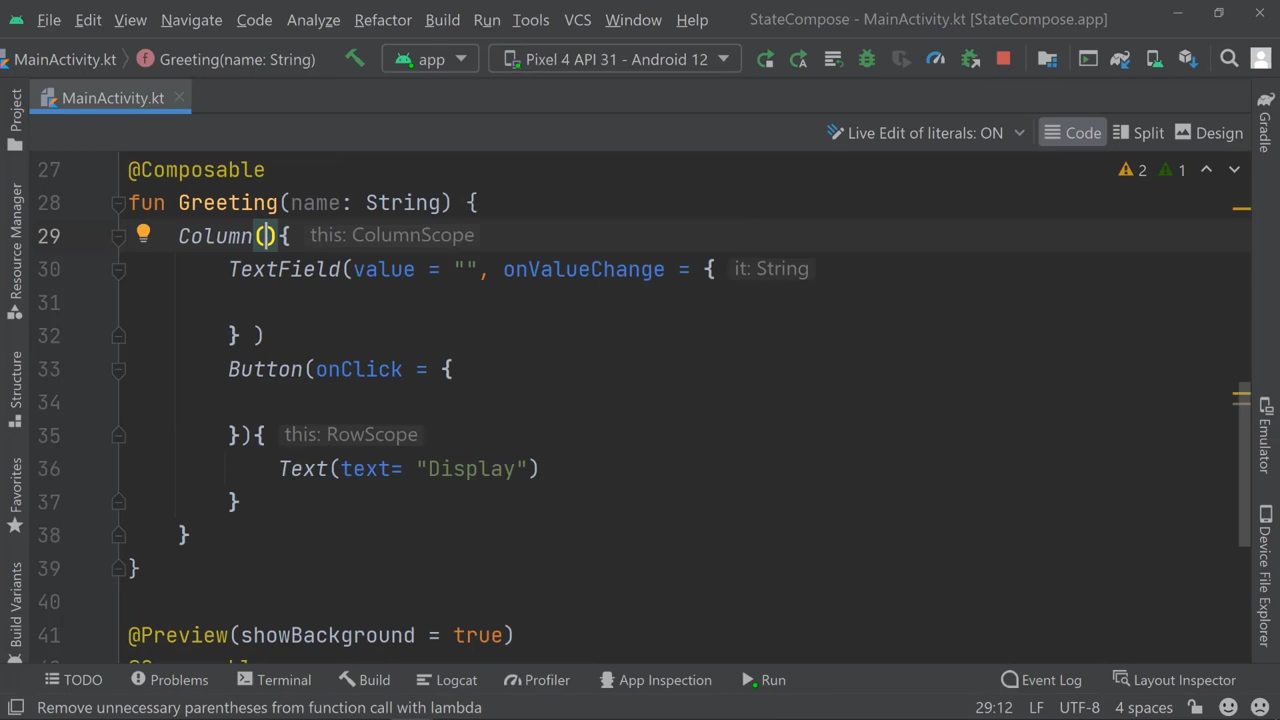 File Edit View Navigate Code Analyze Refactor Build Run Tools VCS Window Help StateCompose - MainActivity.kt [StateCompose.app]
MainActivity.kt Greeting(name: String) app Pixel 4 API 31 - Android 12
MainActivity.kt
Live Edit of literals: ON Code Split Design
27 @Composable 2 1
28 fun Greeting(name: String) {
29 Column(){ this: ColumnScope
30 TextField(value = "", onValueChange = { it: String
31
32 } )
33 Button(onClick = {
34
35 }){ this: RowScope
36 Text(text= "Display")
37 }
38 }
39 }
40
41 @Preview(showBackground = true)
Project
Resource Manager
Structure
Favorites
Build Variants
Gradle
Emulator
Device File Explorer
TODO Problems Terminal Build Logcat Profiler App Inspection Run Event Log Layout Inspector
Remove unnecessary parentheses from function call with lambda 29:12 LF UTF-8 4 spaces